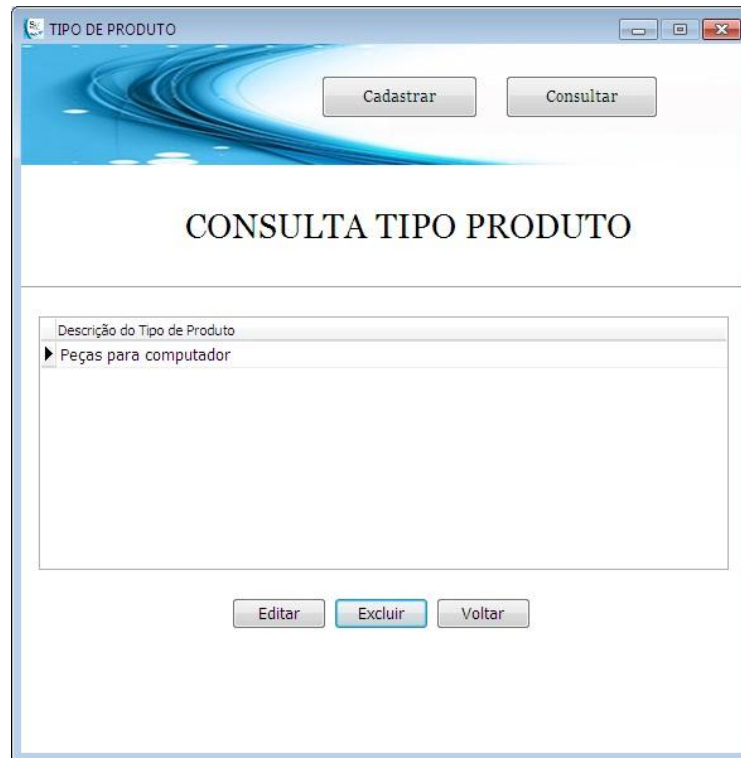 TIPO DE PRODUTO
Cadastrar Consultar
CONSULTA TIPO PRODUTO
Descrição do Tipo de Produto
Peças para computador
Editar Excluir Voltar